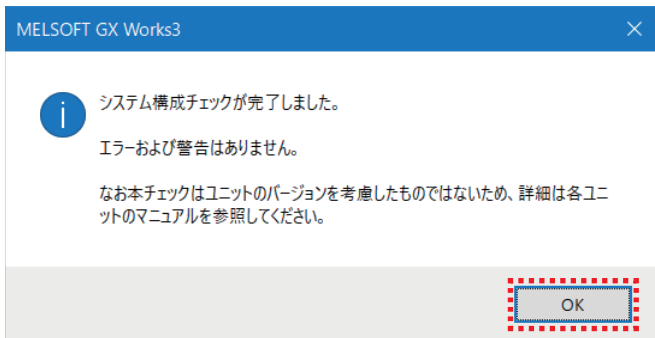 MELSOFT GX Works3
システム構成チェックが完了しました。
エラーおよび警告はありません。
なお本チェックはユニットのバージョンを考慮したものではないため、詳細は各ユニ
ットのマニュアルを参照してください。
OK